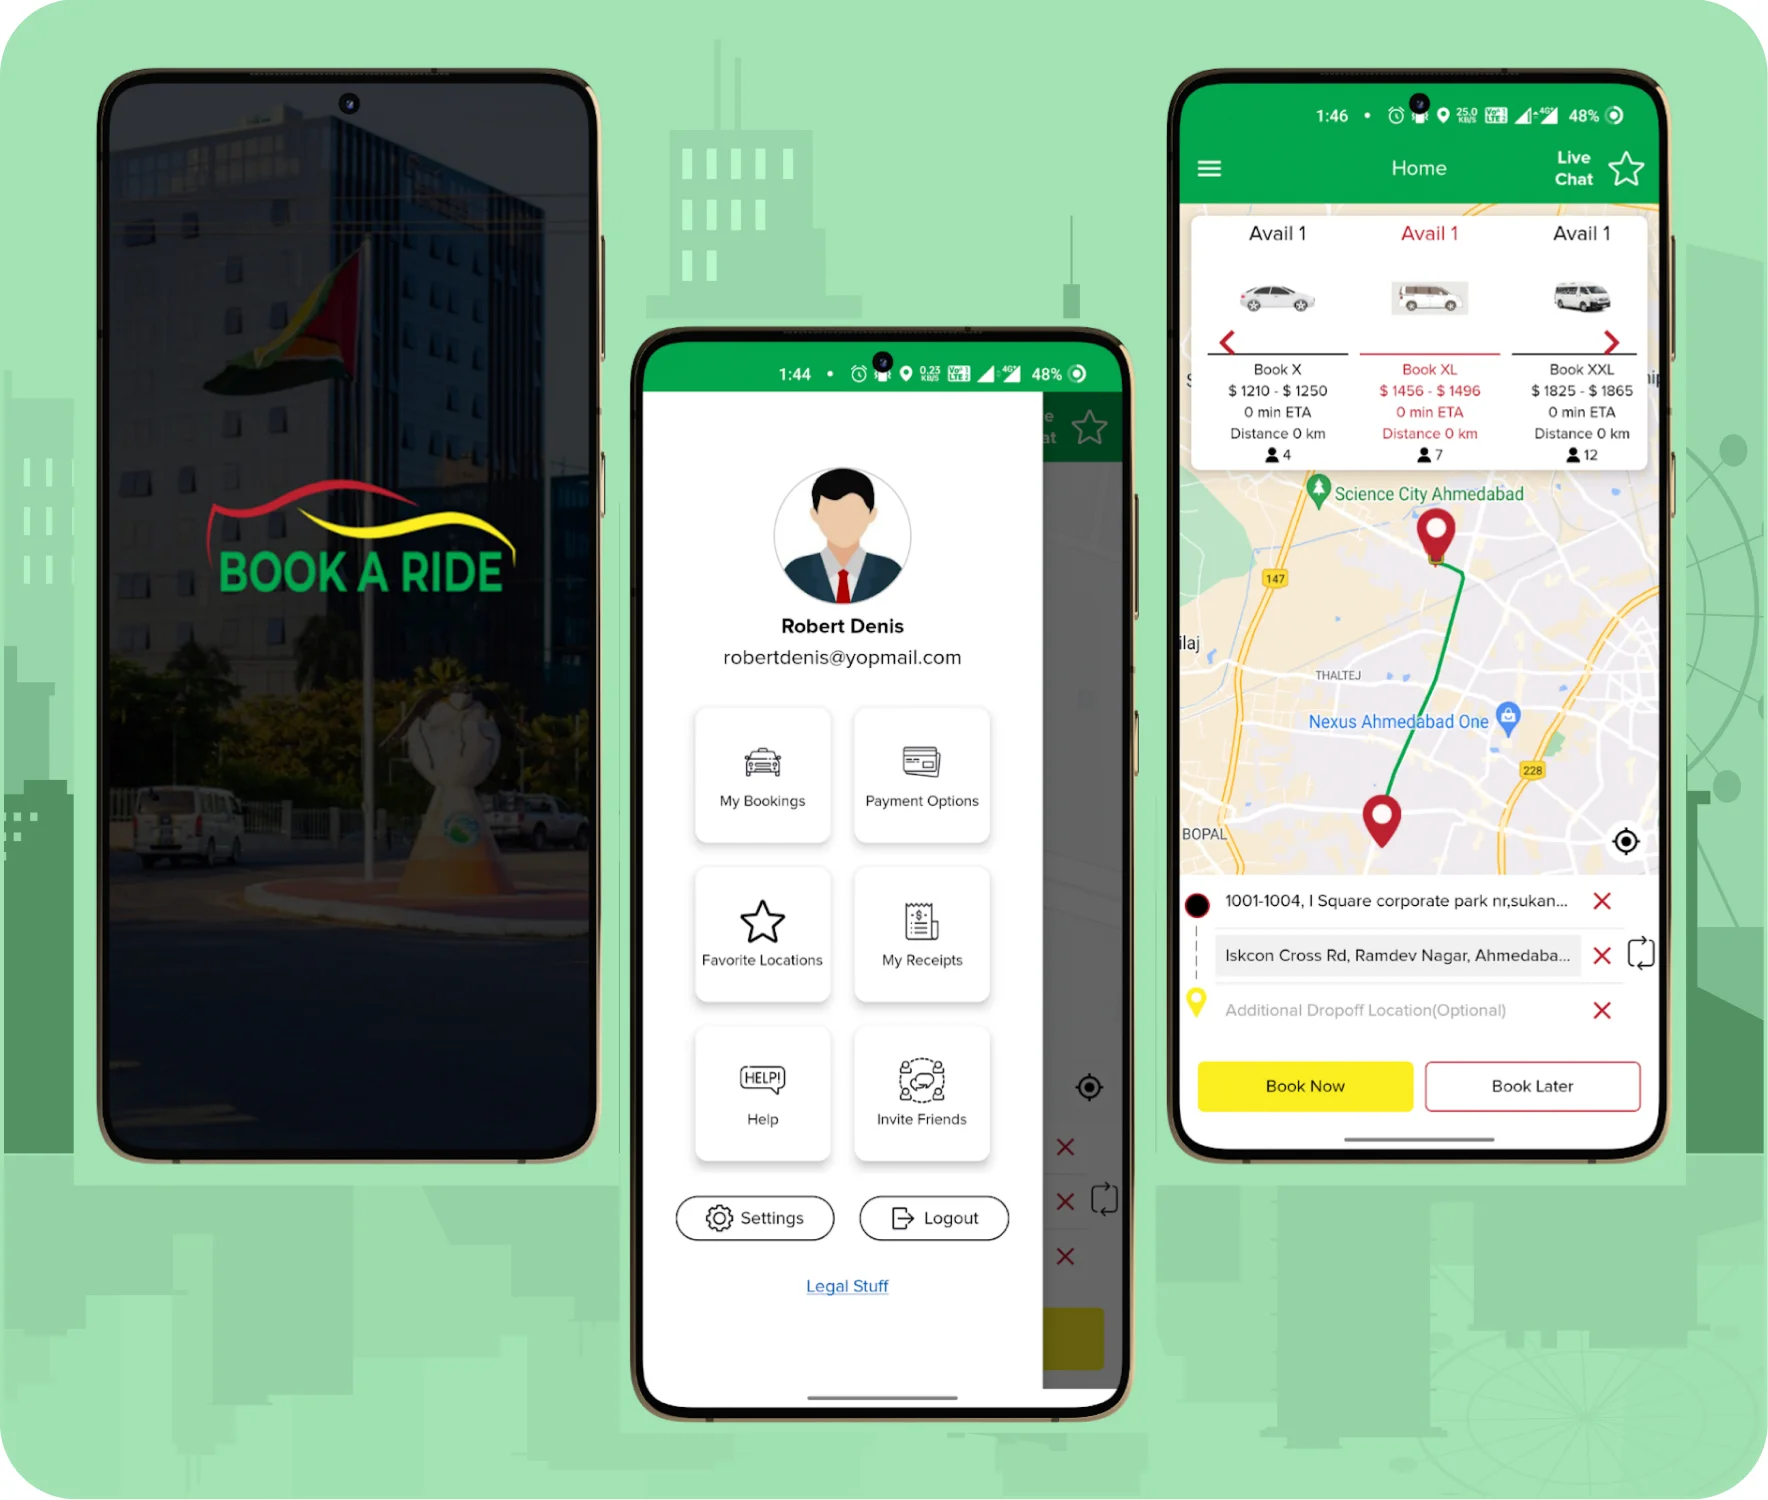 BOOK A RIDE
1:44
0.23
KB/S
48%
e
at
Robert Denis
robertdenis@yopmail.com
My Bookings
Payment Options
Favorite Locations
My Receipts
HELP!
Help
Invite Friends
Settings
Logout
Legal Stuff
1:46
25.0
KB/S
4G
48%
Home
Live
Chat
Avail 1
Avail 1
Avail 1
Book X
Book XL
Book XXL
$ 1210 - $ 1250
$ 1456 - $ 1496
$ 1825 - $ 1865
0 min ETA
0 min ETA
0 min ETA
Distance 0 km
Distance 0 km
Distance 0 km
4
7
12
Science City Ahmedabad
147
ilaj
THALTEJ
Nexus Ahmedabad One
228
BOPAL
1001-1004, I Square corporate park nr,sukan...
Iskcon Cross Rd, Ramdev Nagar, Ahmedaba...
Additional Dropoff Location(Optional)
Book Now
Book Later